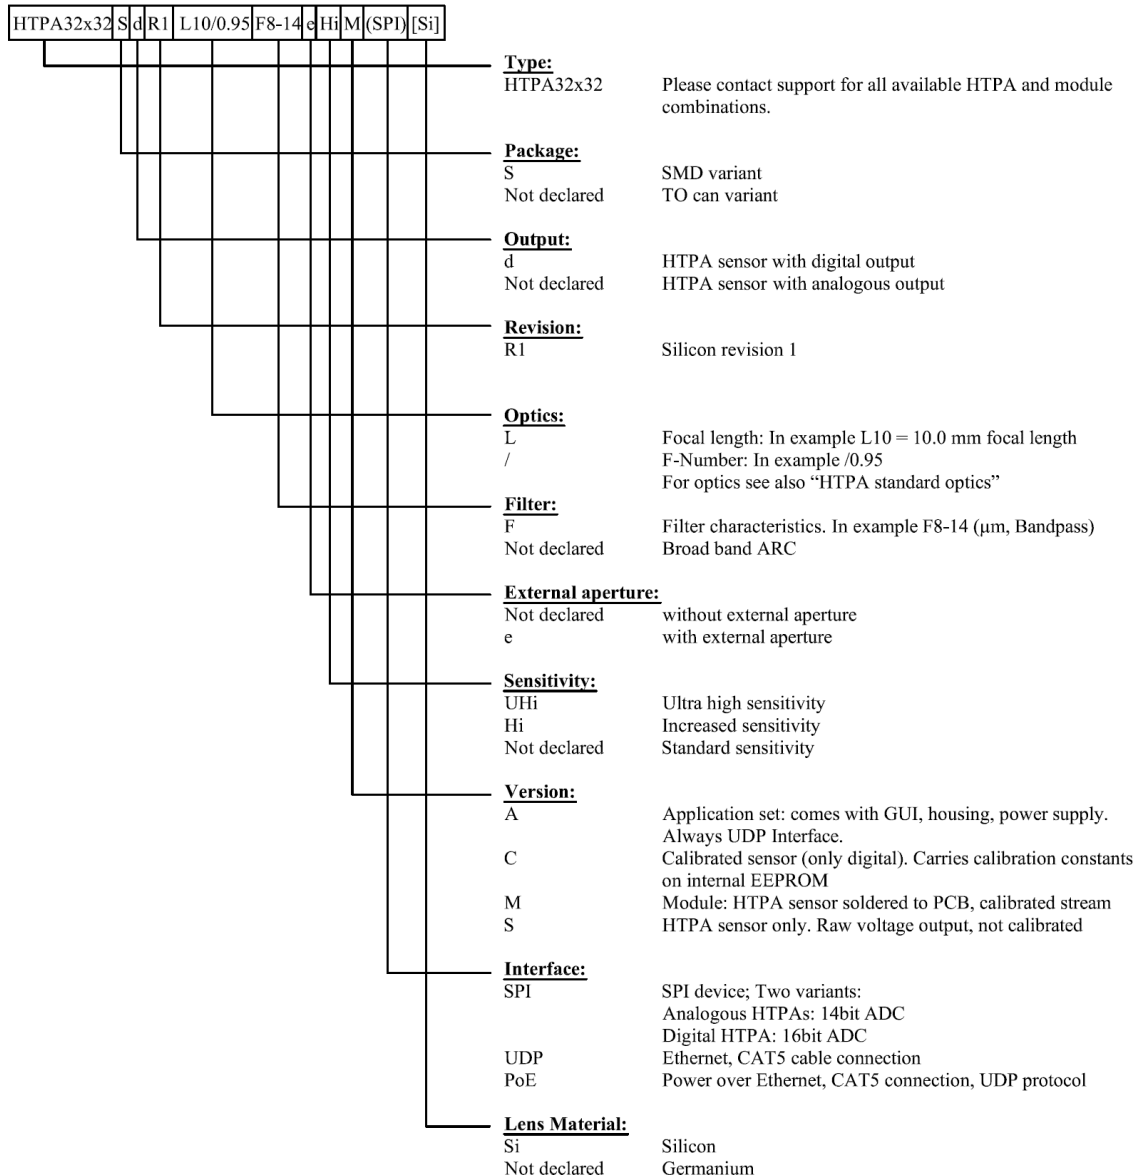 HTPA32x32 S d R1 L10/0.95 F8-14 e Hi M (SPI) [Si]
Type:
HTPA32x32 Please contact support for all available HTPA and module
combinations.
Package:
S SMD variant
Not declared TO can variant
Output:
d HTPA sensor with digital output
Not declared HTPA sensor with analogous output
Revision:
R1 Silicon revision 1
Optics:
L Focal length: In example L10 = 10.0 mm focal length
/ F-Number: In example /0.95
For optics see also “HTPA standard optics”
Filter:
F Filter characteristics. In example F8-14 (μm, Bandpass)
Not declared Broad band ARC
External aperture:
Not declared without external aperture
e with external aperture
Sensitivity:
UHi Ultra high sensitivity
Hi Increased sensitivity
Not declared Standard sensitivity
Version:
A Application set: comes with GUI, housing, power supply.
Always UDP Interface.
C Calibrated sensor (only digital). Carries calibration constants
on internal EEPROM
M Module: HTPA sensor soldered to PCB, calibrated stream
S HTPA sensor only. Raw voltage output, not calibrated
Interface:
SPI SPI device; Two variants:
Analogous HTPAs: 14bit ADC
Digital HTPA: 16bit ADC
UDP Ethernet, CAT5 cable connection
PoE Power over Ethernet, CAT5 connection, UDP protocol
Lens Material:
Si Silicon
Not declared Germanium